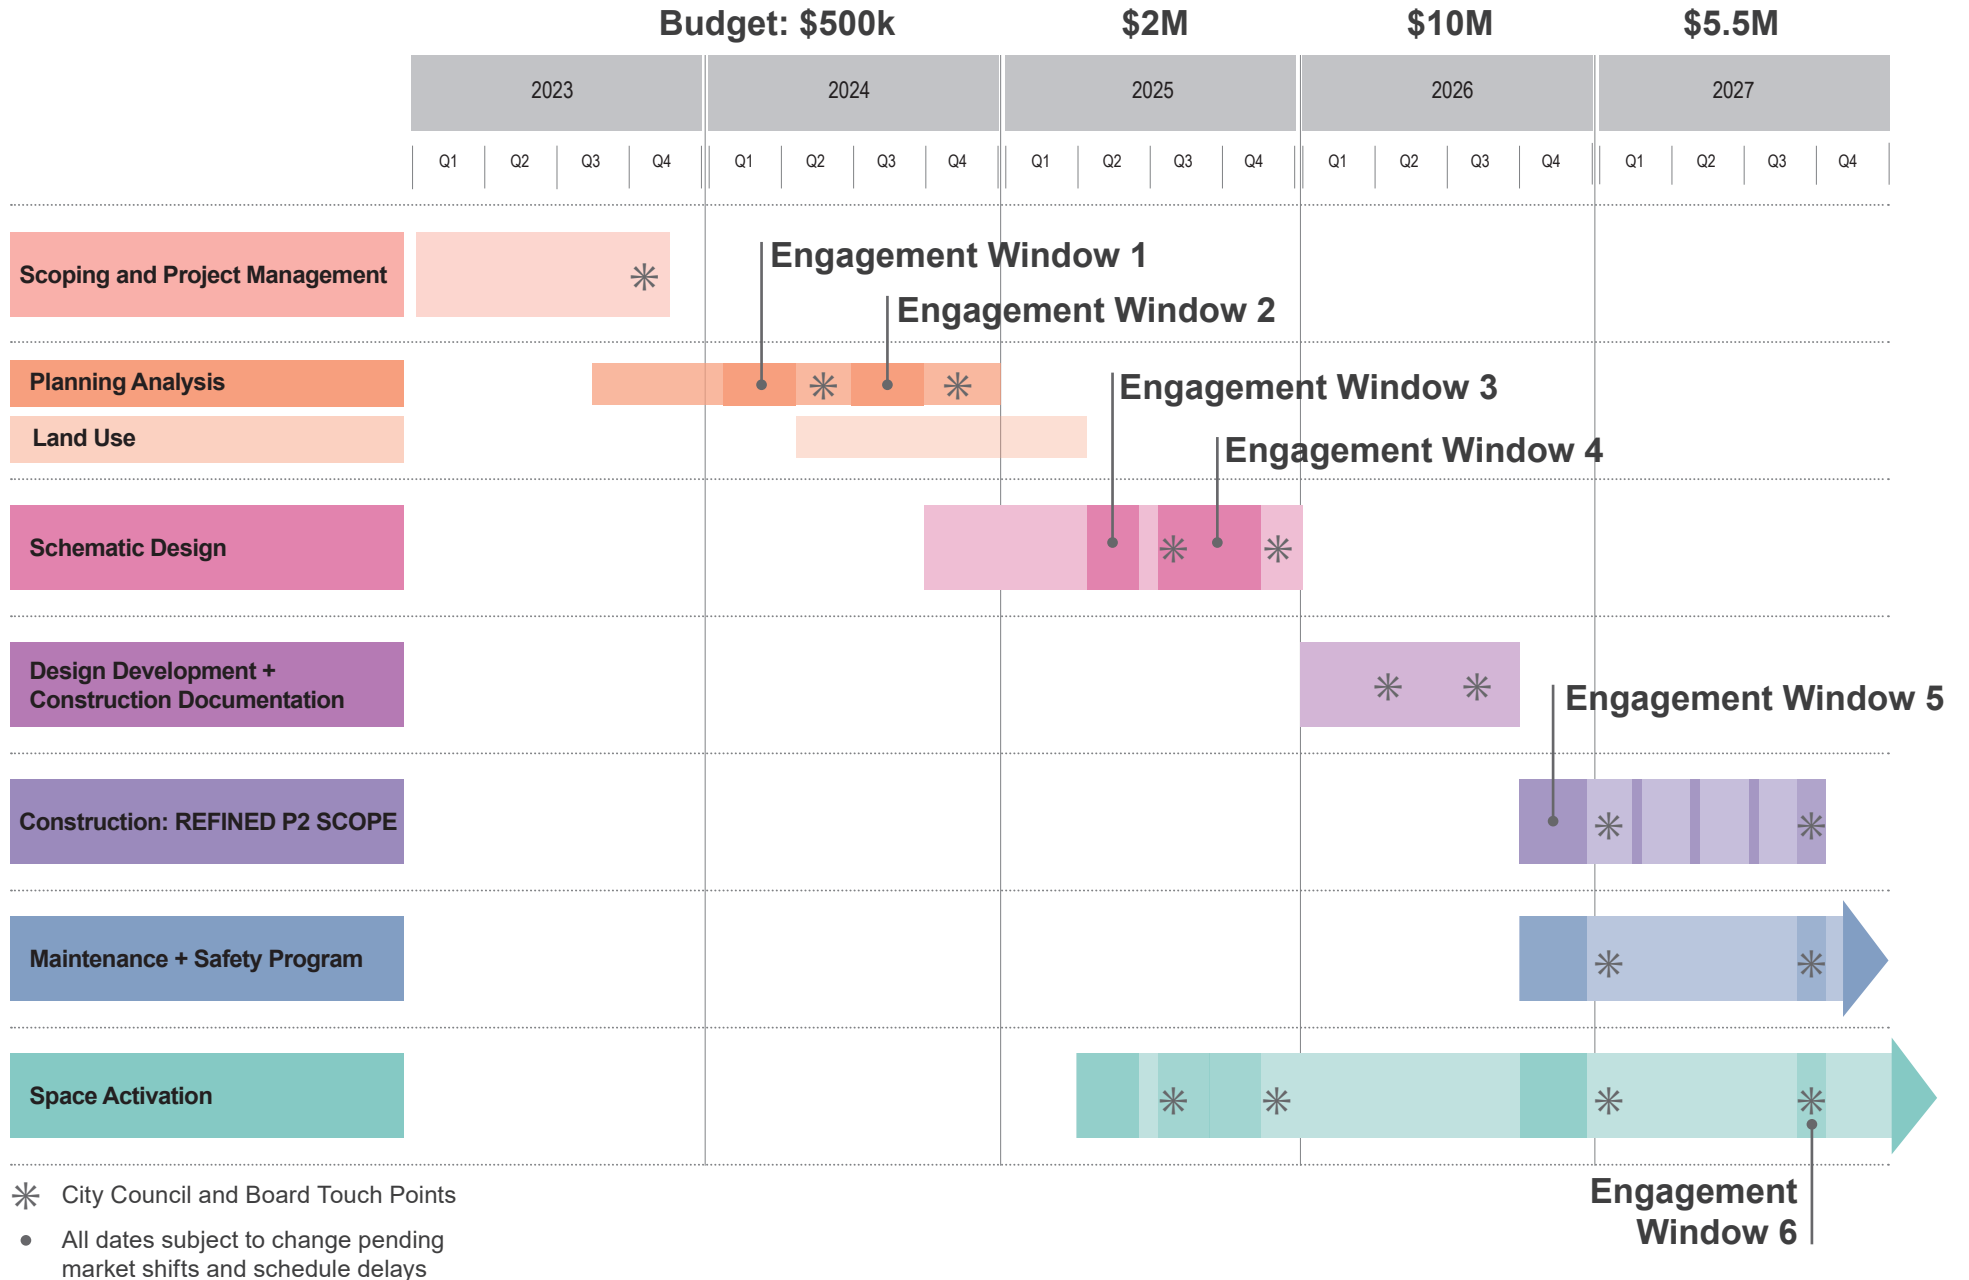 Budget: $500k $2M $10M $5.5M
2023 2024 2025 2026 2027
Q1 Q2 Q3 Q4 Q1 Q2 Q3 Q4 Q1 Q2 Q3 Q4 Q1 Q2 Q3 Q4 Q1 Q2 Q3 Q4
Scoping and Project Management
Engagement Window 1
Engagement Window 2
Planning Analysis
Engagement Window 3
Land Use
Engagement Window 4
Schematic Design
Design Development +
Construction Documentation
Engagement Window 5
Construction: REFINED P2 SCOPE
Maintenance + Safety Program
Space Activation
Engagement
Window 6
City Council and Board Touch Points
All dates subject to change pending
market shifts and schedule delays